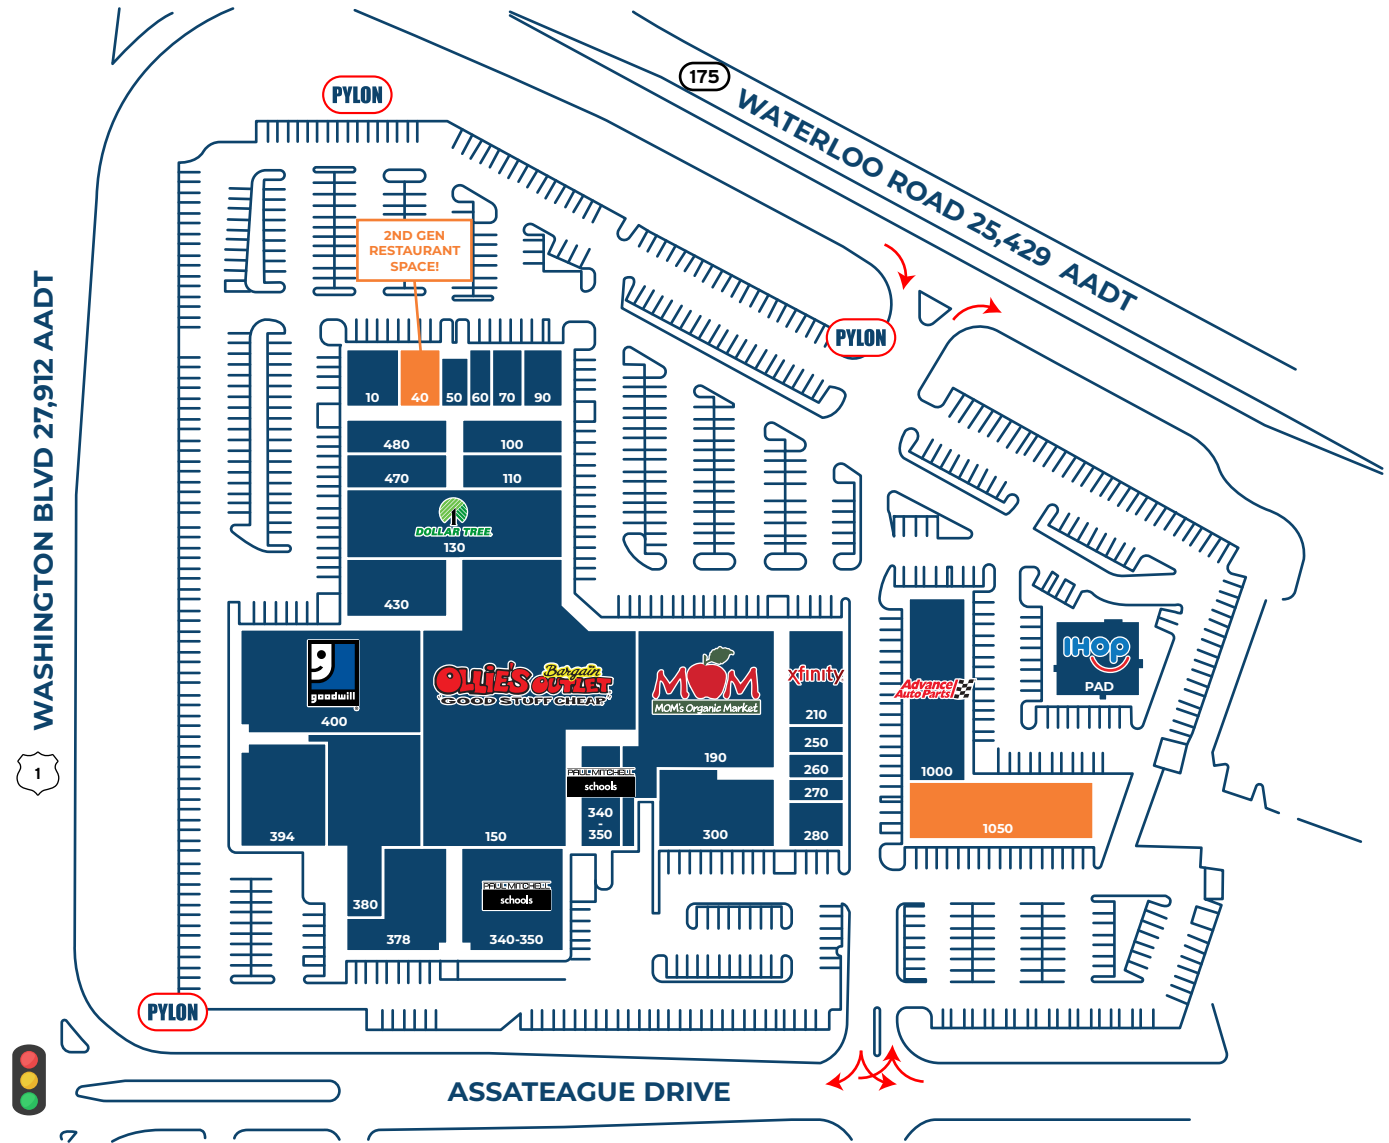 175
WATERLOO ROAD 25,429 AADT
PYLON
2ND GEN
RESTAURANT
SPACE!
PYLON
WASHINGTON BLVD 27,912 AADT
1
10
40
50
60
70
90
480
100
470
110
DOLLAR TREE
130
430
goodwill
400
OLLIE'S Bargain
OUTLET
"GOOD STUFF CHEAP"
150
MOM
MOM's Organic Market
190
xfinity
210
250
260
270
280
Advance
Auto Parts
1000
IHOP
PAD
1050
394
PAUL MITCHELL
schools
340
-
350
300
380
378
PAUL MITCHELL
schools
340-350
PYLON
ASSATEAGUE DRIVE